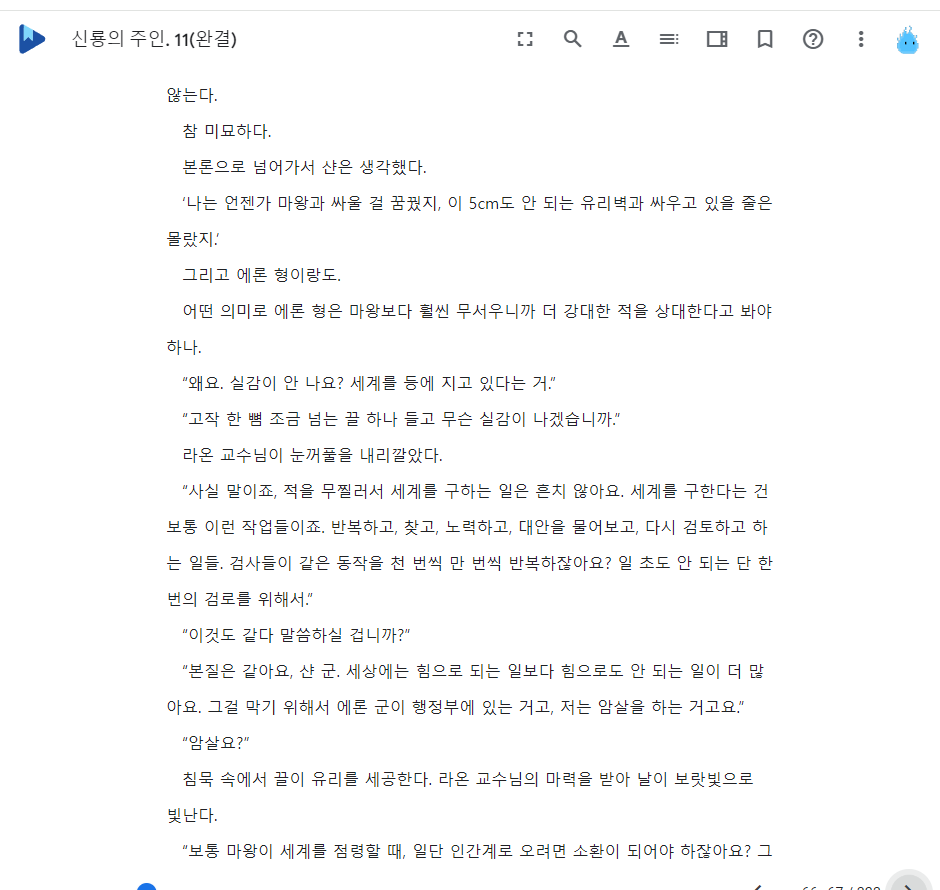 신룡의 주인. 11(완결)
않는다.
참 미묘하다.
본론으로 넘어가서 샨은 생각했다.
‘나는 언젠가 마왕과 싸울 걸 꿈꿨지, 이 5cm도 안 되는 유리벽과 싸우고 있을 줄은
몰랐지.’
그리고 에론 형이랑도.
어떤 의미로 에론 형은 마왕보다 훨씬 무서우니까 더 강대한 적을 상대한다고 봐야
하나.
“왜요. 실감이 안 나요? 세계를 등에 지고 있다는 거.”
“고작 한 뼘 조금 넘는 끌 하나 들고 무슨 실감이 나겠습니까.”
라온 교수님이 눈꺼풀을 내리깔았다.
“사실 말이죠, 적을 무찔러서 세계를 구하는 일은 흔치 않아요. 세계를 구한다는 건
보통 이런 작업들이죠. 반복하고, 찾고, 노력하고, 대안을 물어보고, 다시 검토하고 하
는 일들. 검사들이 같은 동작을 천 번씩 만 번씩 반복하잖아요? 일 초도 안 되는 단 한
번의 검로를 위해서.”
“이것도 같다 말씀하실 겁니까?”
“본질은 같아요, 샨 군. 세상에는 힘으로 되는 일보다 힘으로도 안 되는 일이 더 많
아요. 그걸 막기 위해서 에론 군이 행정부에 있는 거고, 저는 암살을 하는 거고요.”
“암살요?”
침묵 속에서 끌이 유리를 세공한다. 라온 교수님의 마력을 받아 날이 보랏빛으로
빛난다.
“보통 마왕이 세계를 점령할 때, 일단 인간계로 오려면 소환이 되어야 하잖아요? 그